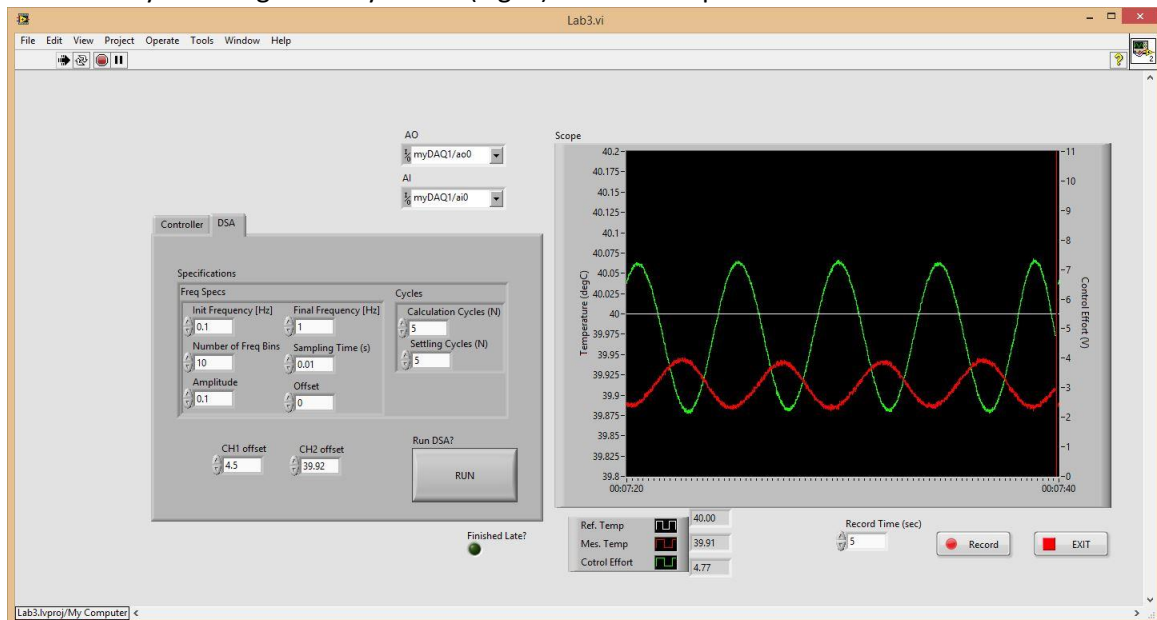 Lab3.vi
File Edit View Project Operate Tools Window Help
2
AO
myDAQ1/ao0
AI
myDAQ1/ai0
Controller DSA
Specifications
Freq Specs
Init Frequency [Hz] Final Frequency [Hz]
0.1 1
Number of Freq Bins Sampling Time (s)
10 0.01
Amplitude Offset
0.1 0
Cycles
Calculation Cycles (N)
5
Settling Cycles (N)
5
CH1 offset CH2 offset
4.5 39.92
Run DSA?
RUN
Finished Late?
Scope
Temperature (degC)
40.2
40.175
40.15
40.125
40.1
40.075
40.05
40.025
40
39.975
39.95
39.925
39.9
39.875
39.85
39.825
39.8
00:07:20 00:07:40
11
10
9
8
7
6
5
4
3
2
1
0
Control Effort (V)
Ref. Temp 40.00
Mes. Temp 39.91
Cotrol Effort 4.77
Record Time (sec)
5
Record
EXIT
Lab3.lvproj/My Computer